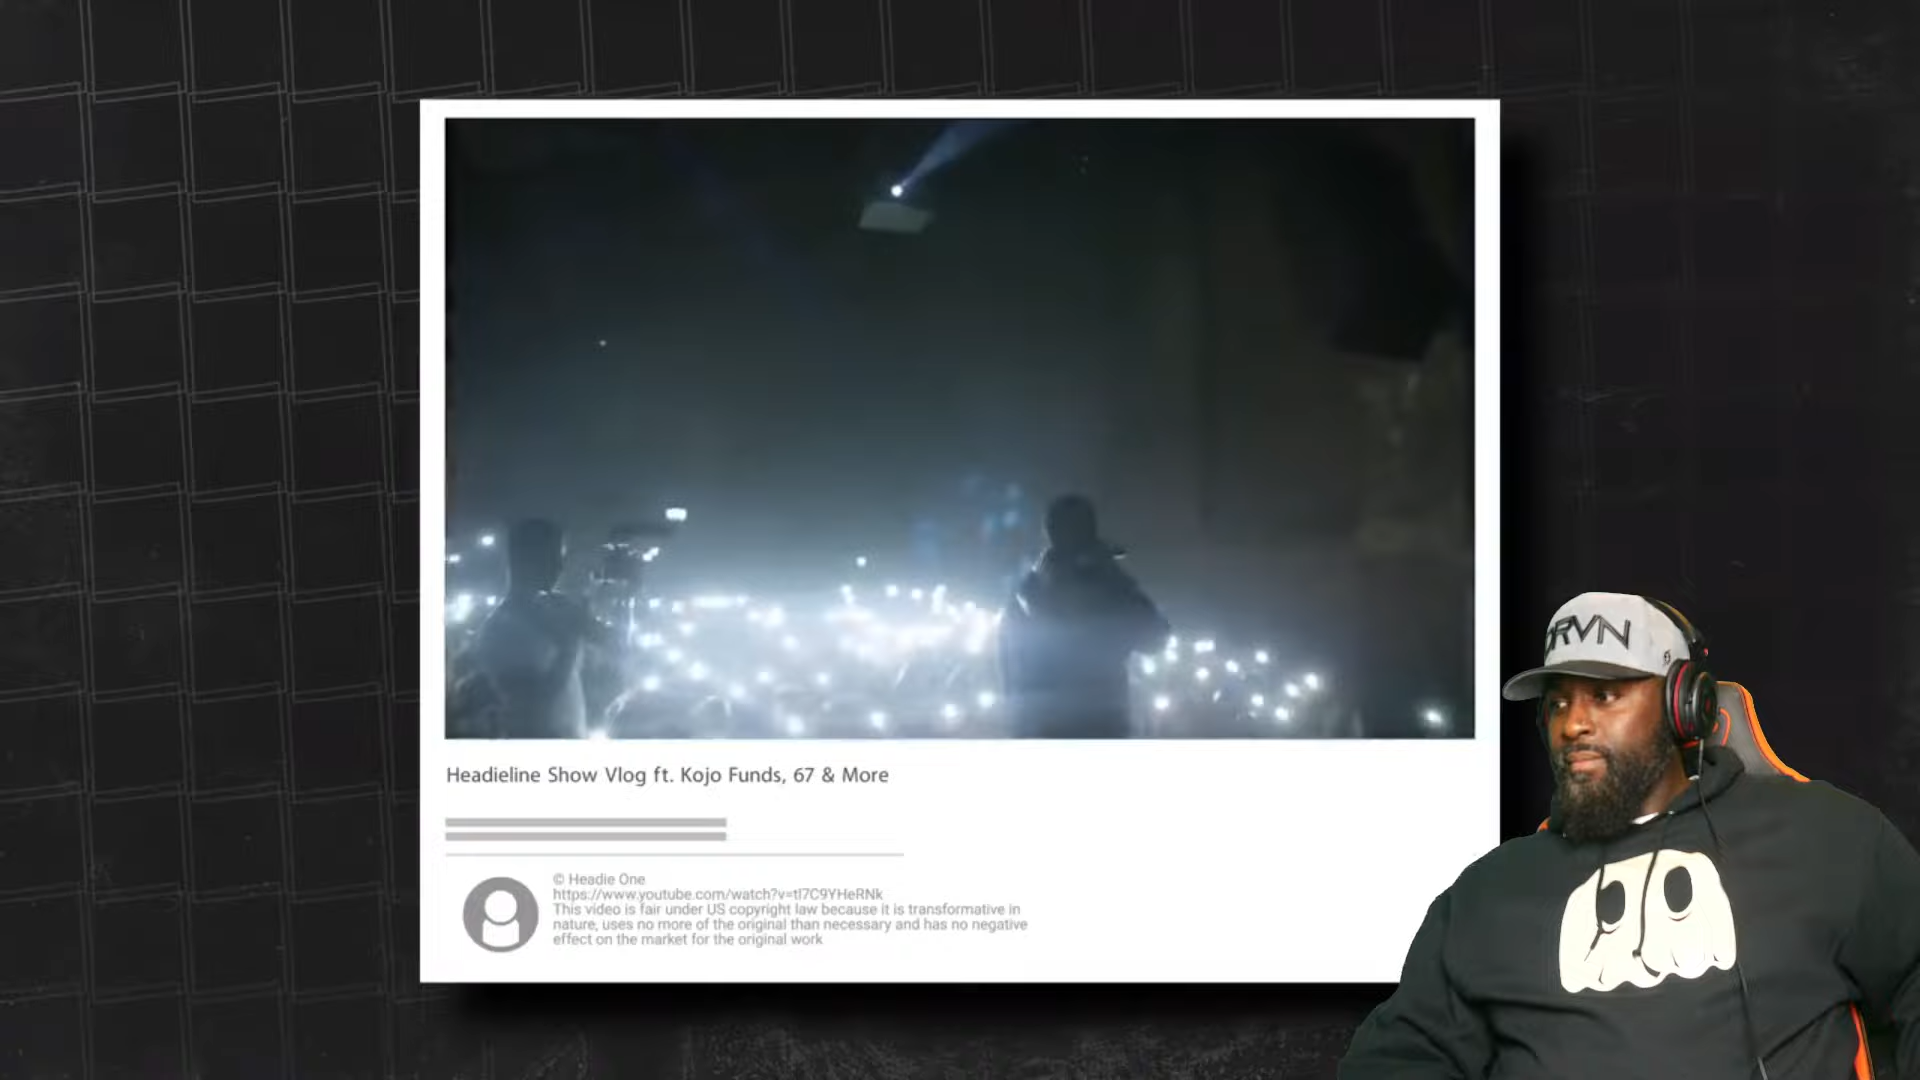 Headieline Show Vlog ft. Kojo Funds, 67 & More
© Headie One
https://www.youtube.com/watch?v=tI7C9YHeRNk
This video is fair under US copyright law because it is transformative in
nature, uses no more of the original than necessary and has no negative
effect on the market for the original work
DRVN